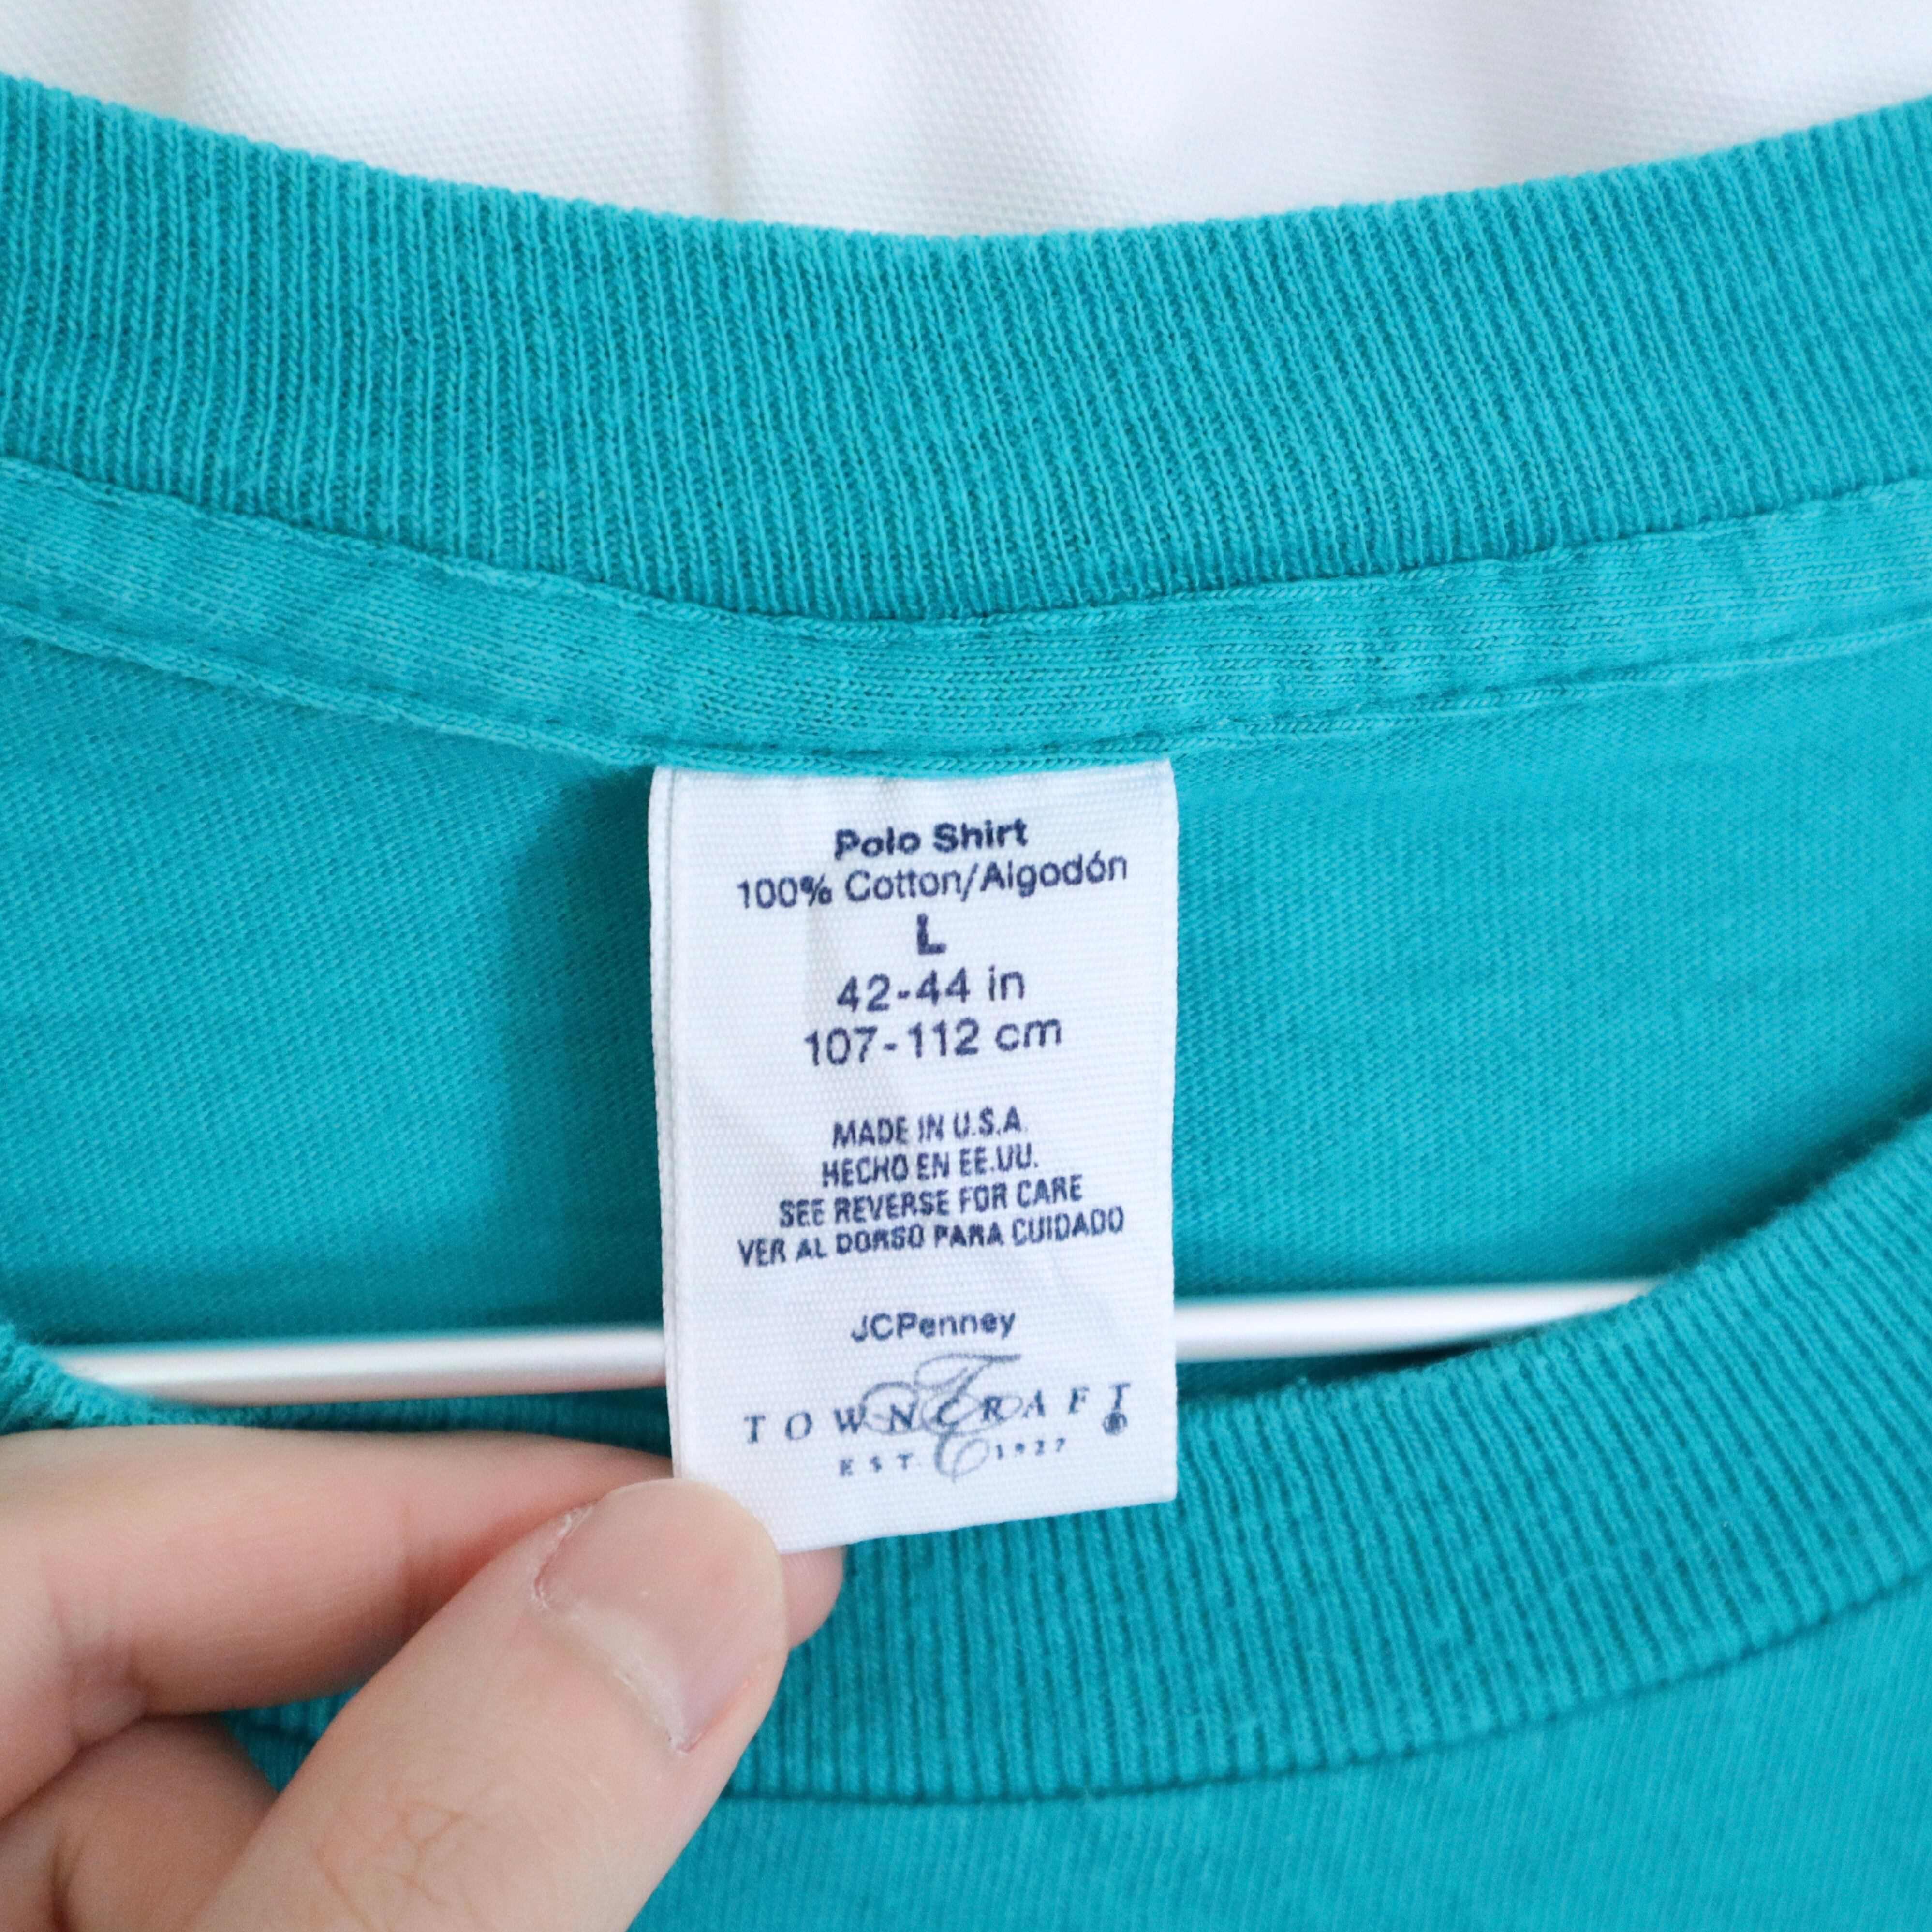 Polo Shirt
100% Cotton/Algodón
L
42-44 in
107-112 cm
MADE IN U.S.A.
HECHO EN EE.UU.
SEE REVERSE FOR CARE
VER AL DORSO PARA CUIDADO
JCPenney
TOWNCRAFT®
EST. 1927